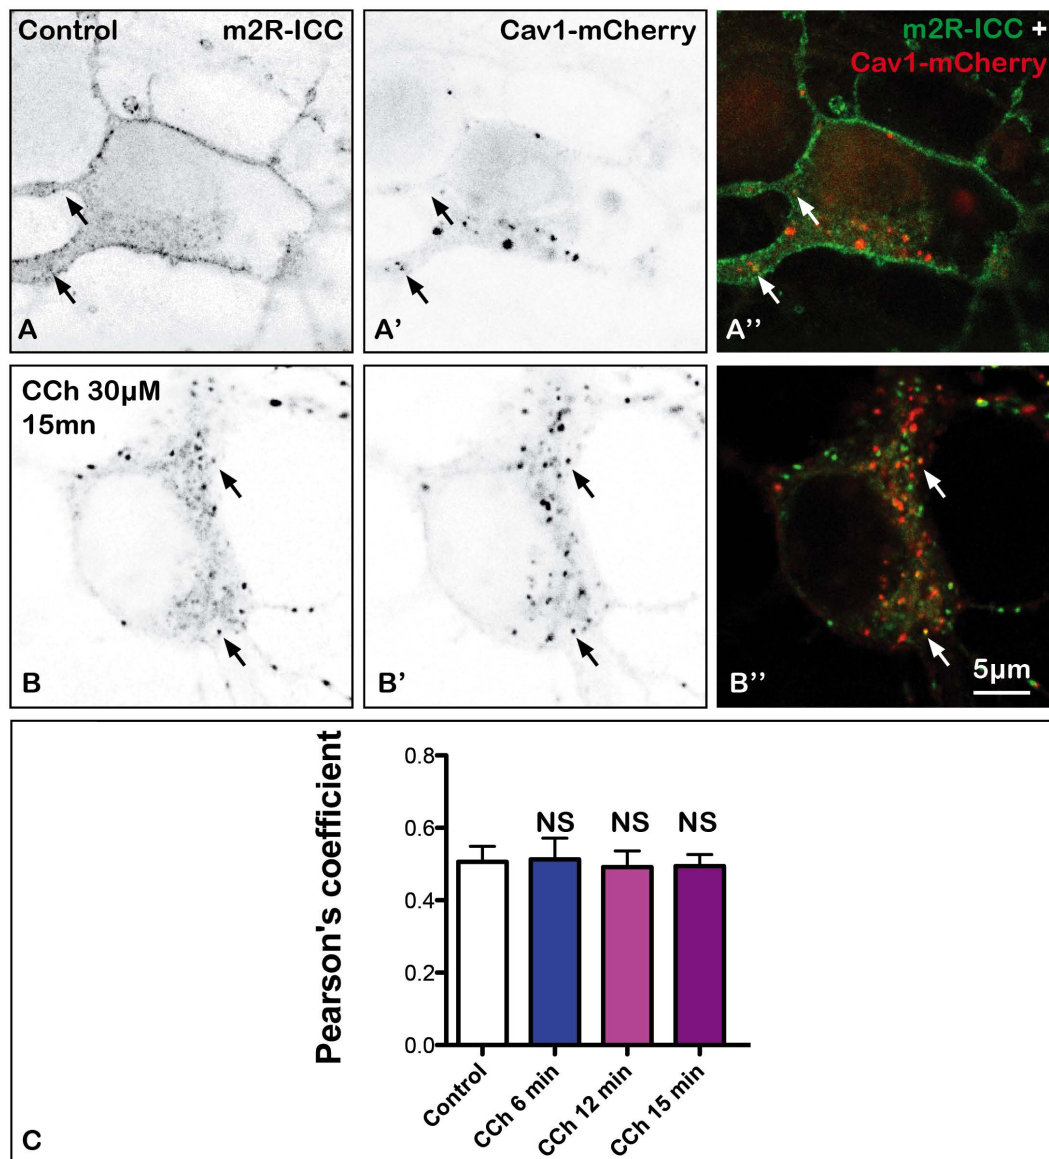 Control
m2R-ICC
Cav1-mCherry
m2R-ICC +
Cav1-mCherry
A
A’
A’’
CCh 30µM
15mn
B
B’
B’’
5µm
Pearson's coefficient
0.8
0.6
0.4
0.2
0.0
NS
NS
NS
Control
CCh 6 min
CCh 12 min
CCh 15 min
C